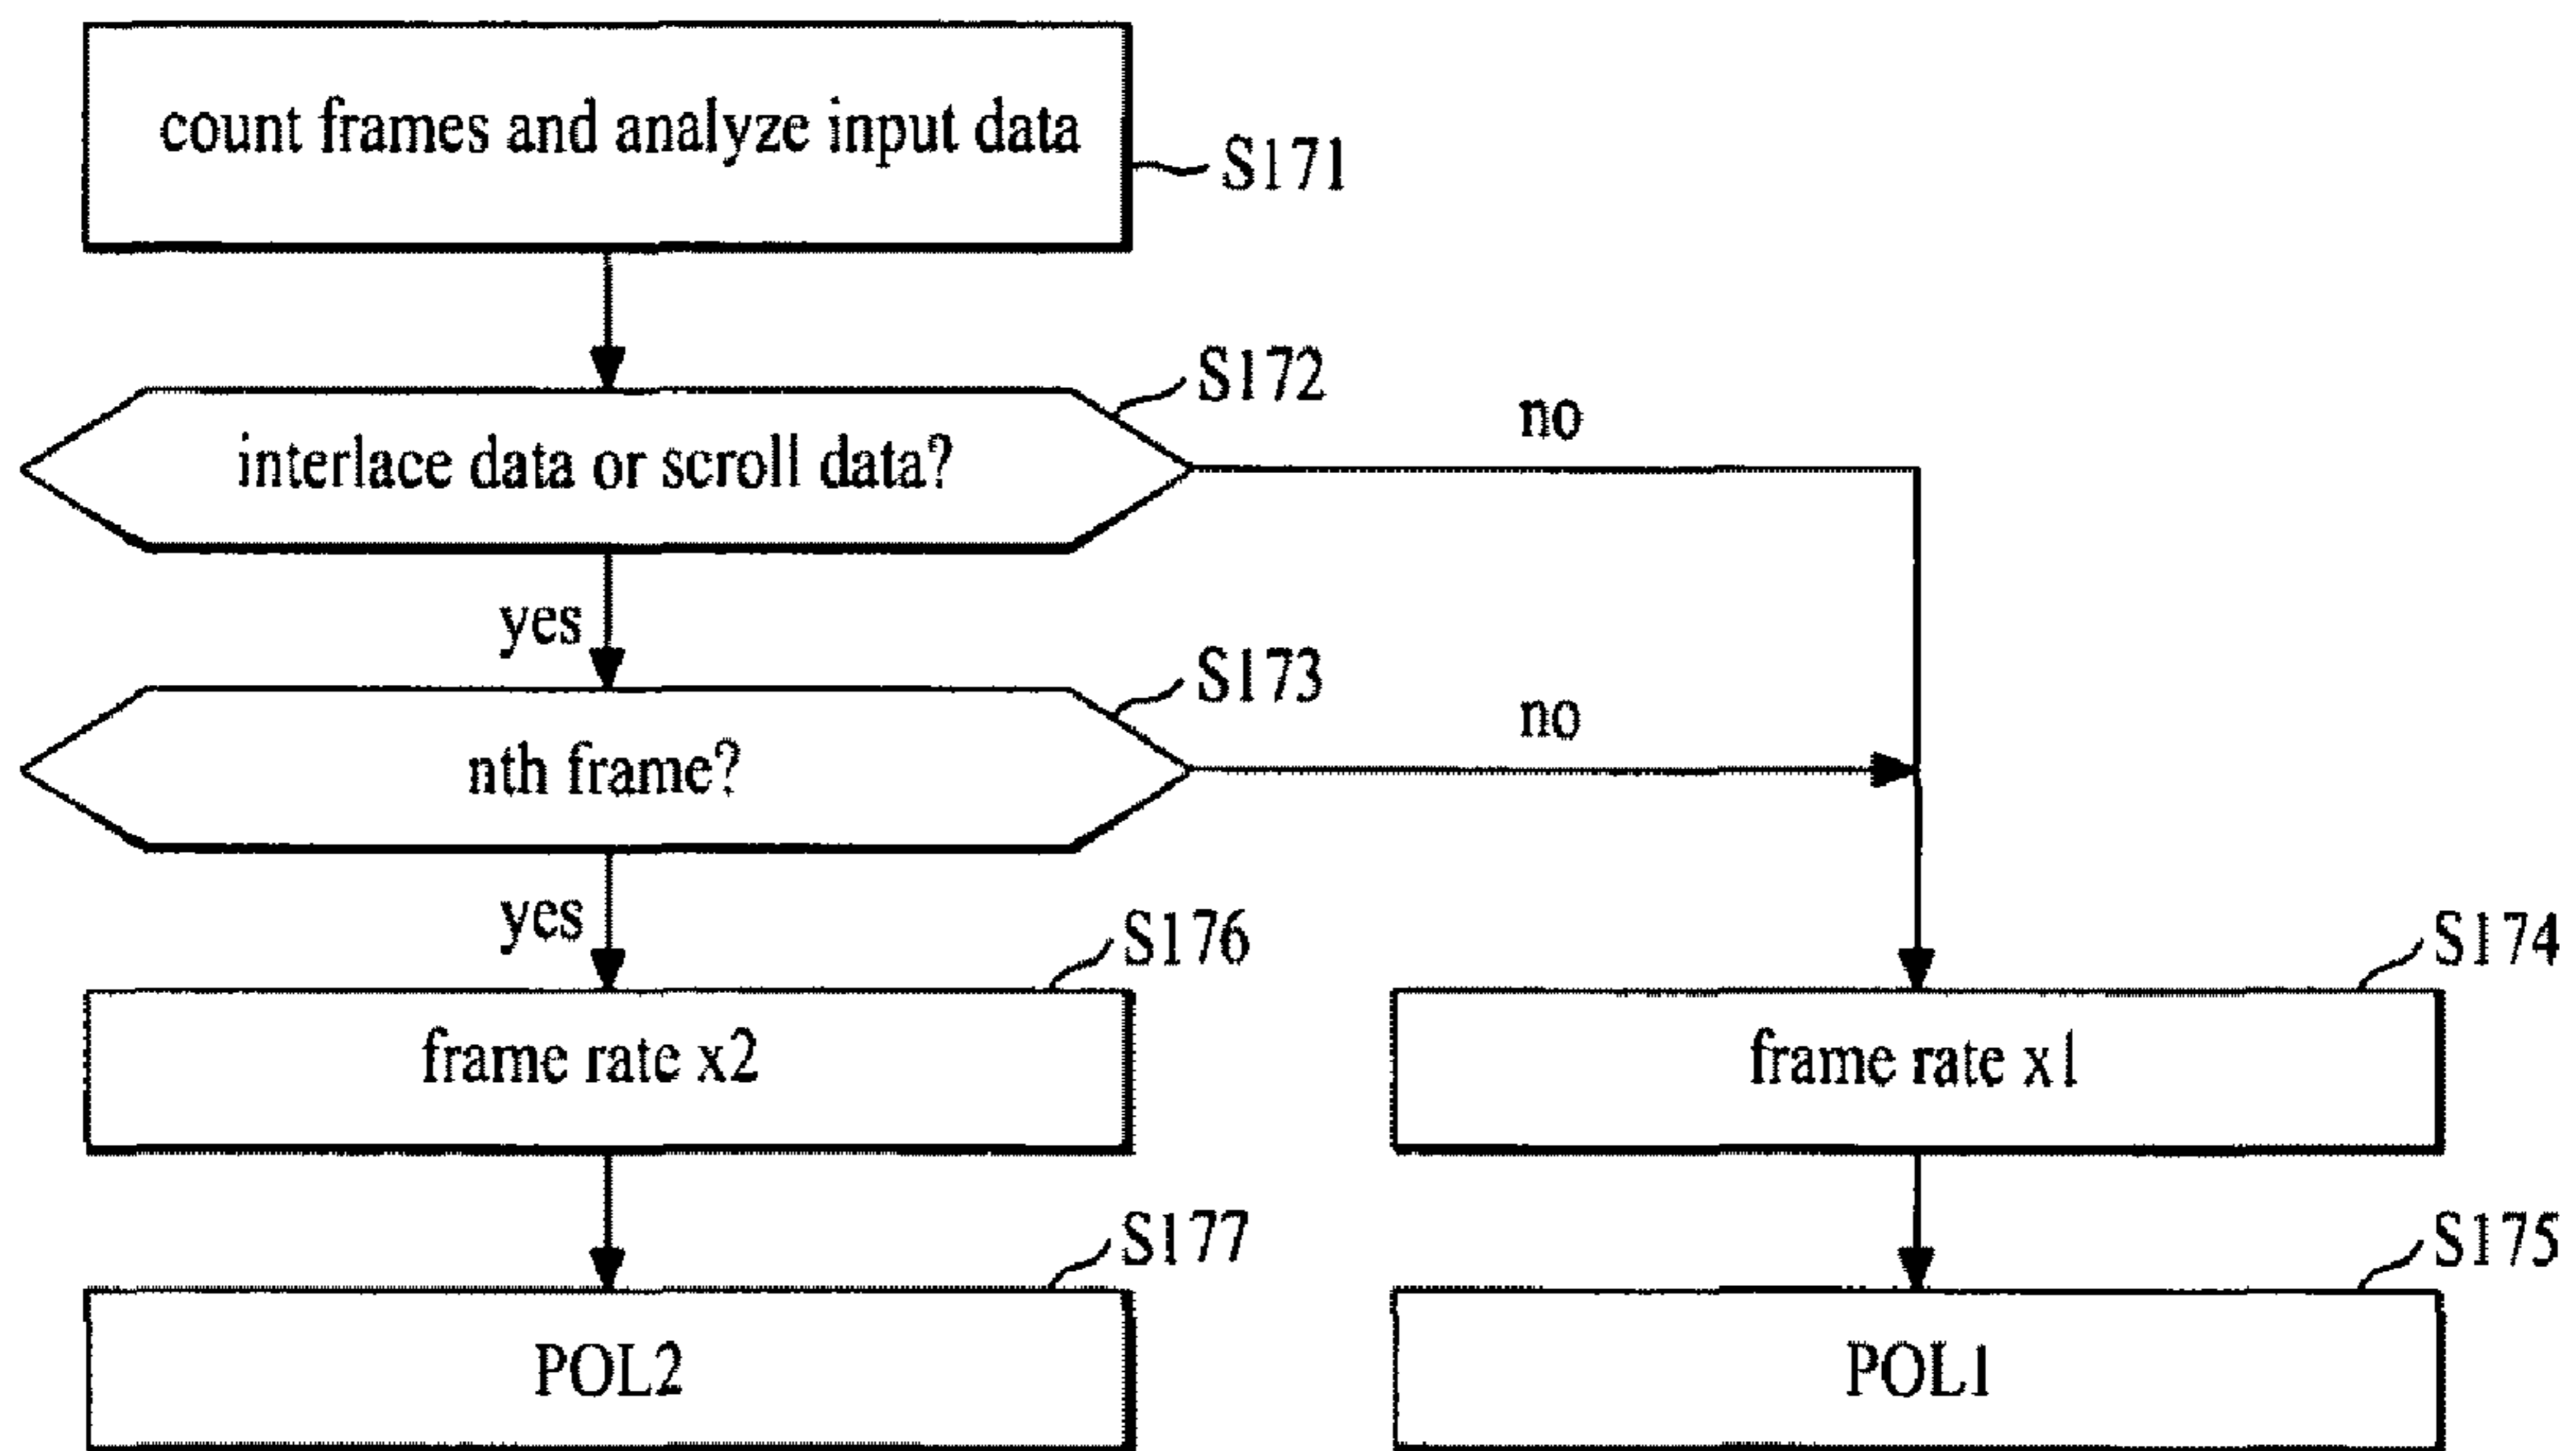 count frames and analyze input data
S171
S172
interlace data or scroll data?
no
yes
S173
nth frame?
no
yes
S176
frame rate x2
S174
frame rate x1
S177
POL2
S175
POL1